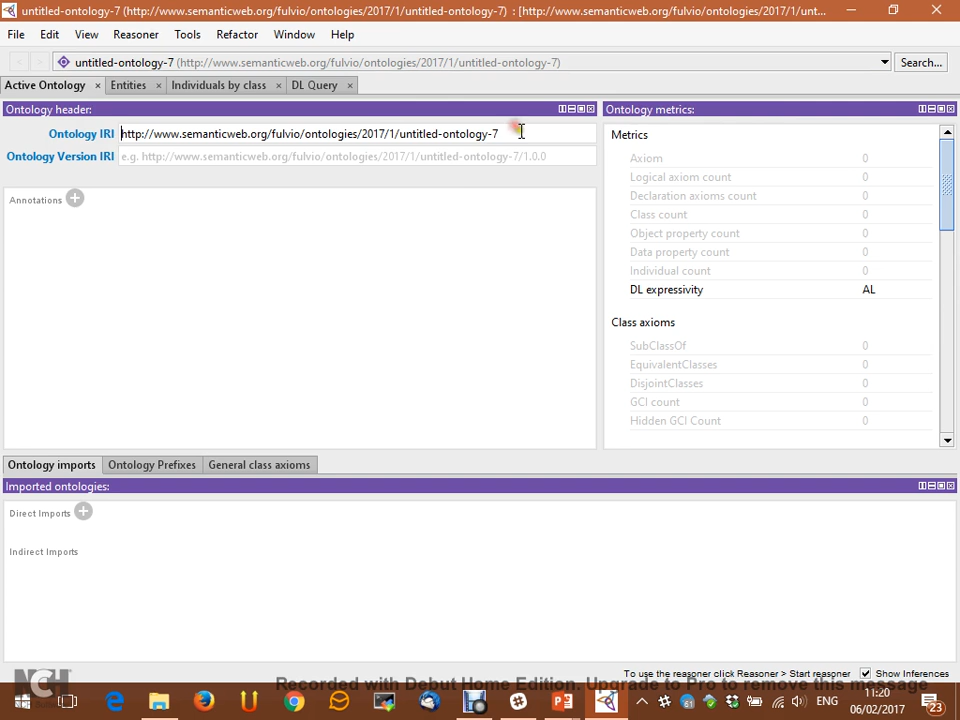 untitled-ontology-7 (http://www.semanticweb.org/fulvio/ontologies/2017/1/untitled-ontology-7) : [http://www.semanticweb.org/fulvio/ontologies/2017/1/unt...
File Edit View Reasoner Tools Refactor Window Help
untitled-ontology-7 (http://www.semanticweb.org/fulvio/ontologies/2017/1/untitled-ontology-7) Search...
Active Ontology × Entities × Individuals by class × DL Query ×
Ontology header:
Ontology IRI http://www.semanticweb.org/fulvio/ontologies/2017/1/untitled-ontology-7
Ontology Version IRI e.g. http://www.semanticweb.org/fulvio/ontologies/2017/1/untitled-ontology-7/1.0.0
Annotations
Ontology metrics:
Metrics
Axiom 0
Logical axiom count 0
Declaration axioms count 0
Class count 0
Object property count 0
Data property count 0
Individual count 0
DL expressivity AL
Class axioms
SubClassOf 0
EquivalentClasses 0
DisjointClasses 0
GCI count 0
Hidden GCI Count 0
Ontology imports Ontology Prefixes General class axioms
Imported ontologies:
Direct Imports
Indirect Imports
To use the reasoner click Reasoner > Start reasoner Show Inferences
NCH
Recorded with Debut Home Edition. Upgrade to Pro to remove this message
61 ENG 11:20
06/02/2017 23